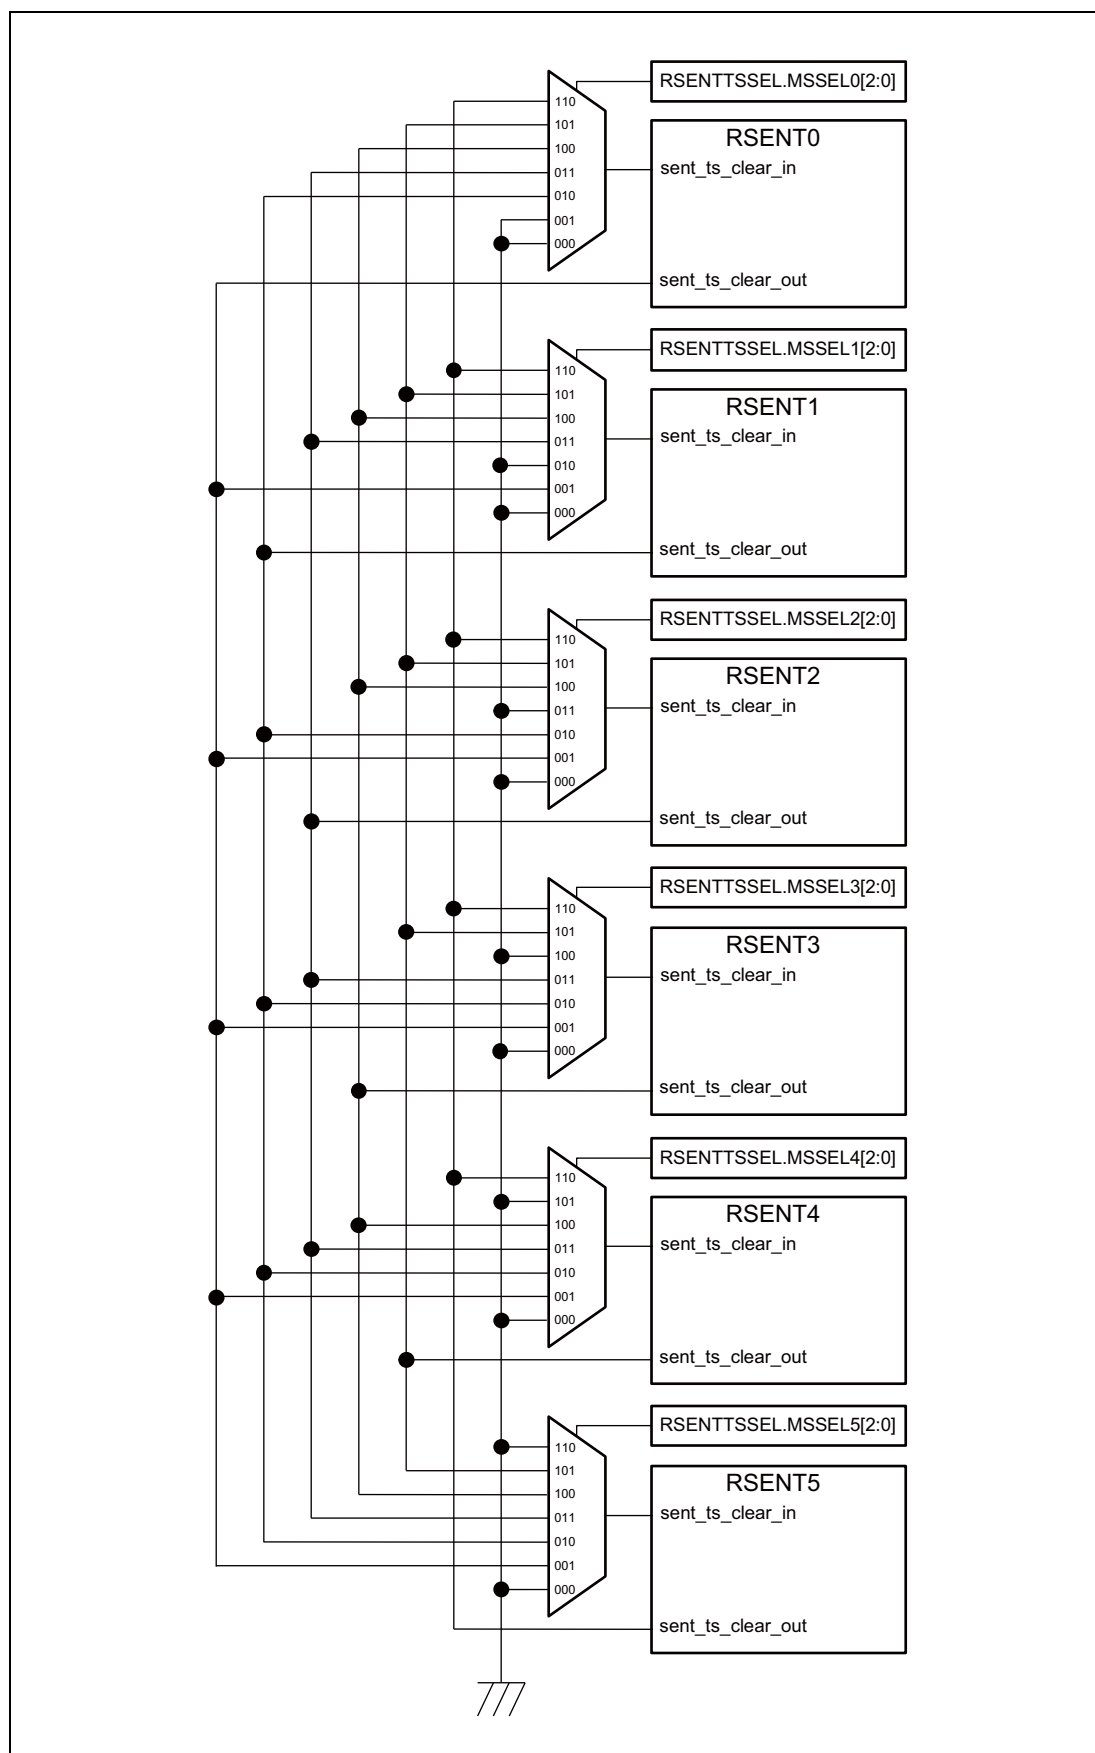 RSENTTSSEL.MSSEL0[2:0]
110
101
100
011
010
001
000
RSENT0
sent_ts_clear_in
sent_ts_clear_out
RSENTTSSEL.MSSEL1[2:0]
110
101
100
011
010
001
000
RSENT1
sent_ts_clear_in
sent_ts_clear_out
RSENTTSSEL.MSSEL2[2:0]
110
101
100
011
010
001
000
RSENT2
sent_ts_clear_in
sent_ts_clear_out
RSENTTSSEL.MSSEL3[2:0]
110
101
100
011
010
001
000
RSENT3
sent_ts_clear_in
sent_ts_clear_out
RSENTTSSEL.MSSEL4[2:0]
110
101
100
011
010
001
000
RSENT4
sent_ts_clear_in
sent_ts_clear_out
RSENTTSSEL.MSSEL5[2:0]
110
101
100
011
010
001
000
RSENT5
sent_ts_clear_in
sent_ts_clear_out